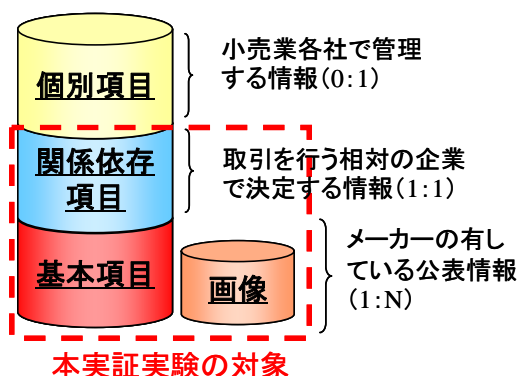 個別項目
小売業各社で管理
する情報(0:1)
関係依存
項目
取引を行う相対の企業
で決定する情報(1:1)
基本項目
画像
メーカーの有し
ている公表情報
(1:N)
本実証実験の対象